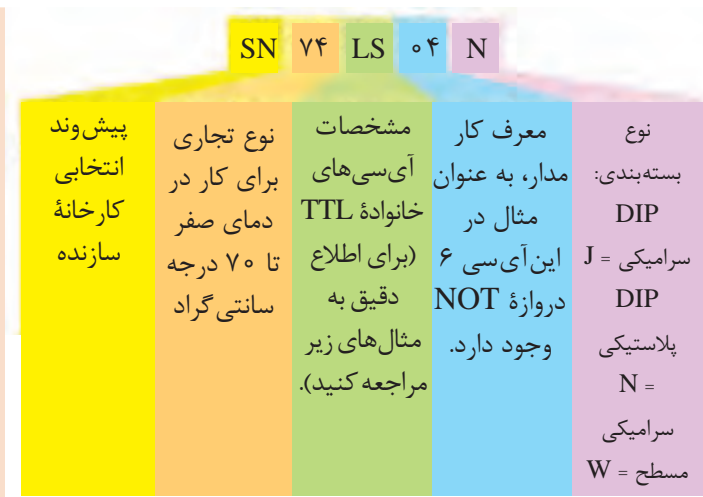 SN ۷۴ LS ۰۴ N
پیش‌وند
انتخابی
کارخانهٔ
سازنده
نوع تجاری
برای کار در
دمای صفر
تا ۷۰ درجه
سانتی‌گراد
مشخصات
آی‌سی‌های
خانوادهٔ TTL
(برای اطلاع
دقیق به
مثال‌های زیر
مراجعه کنید).
معرف کار
مدار، به عنوان
مثال در
این آی‌سی ۶
دروازهٔ NOT
وجود دارد.
نوع
بسته‌بندی:
DIP
سرامیکی = J
DIP
پلاستیکی
= N
سرامیکی
مسطح = W